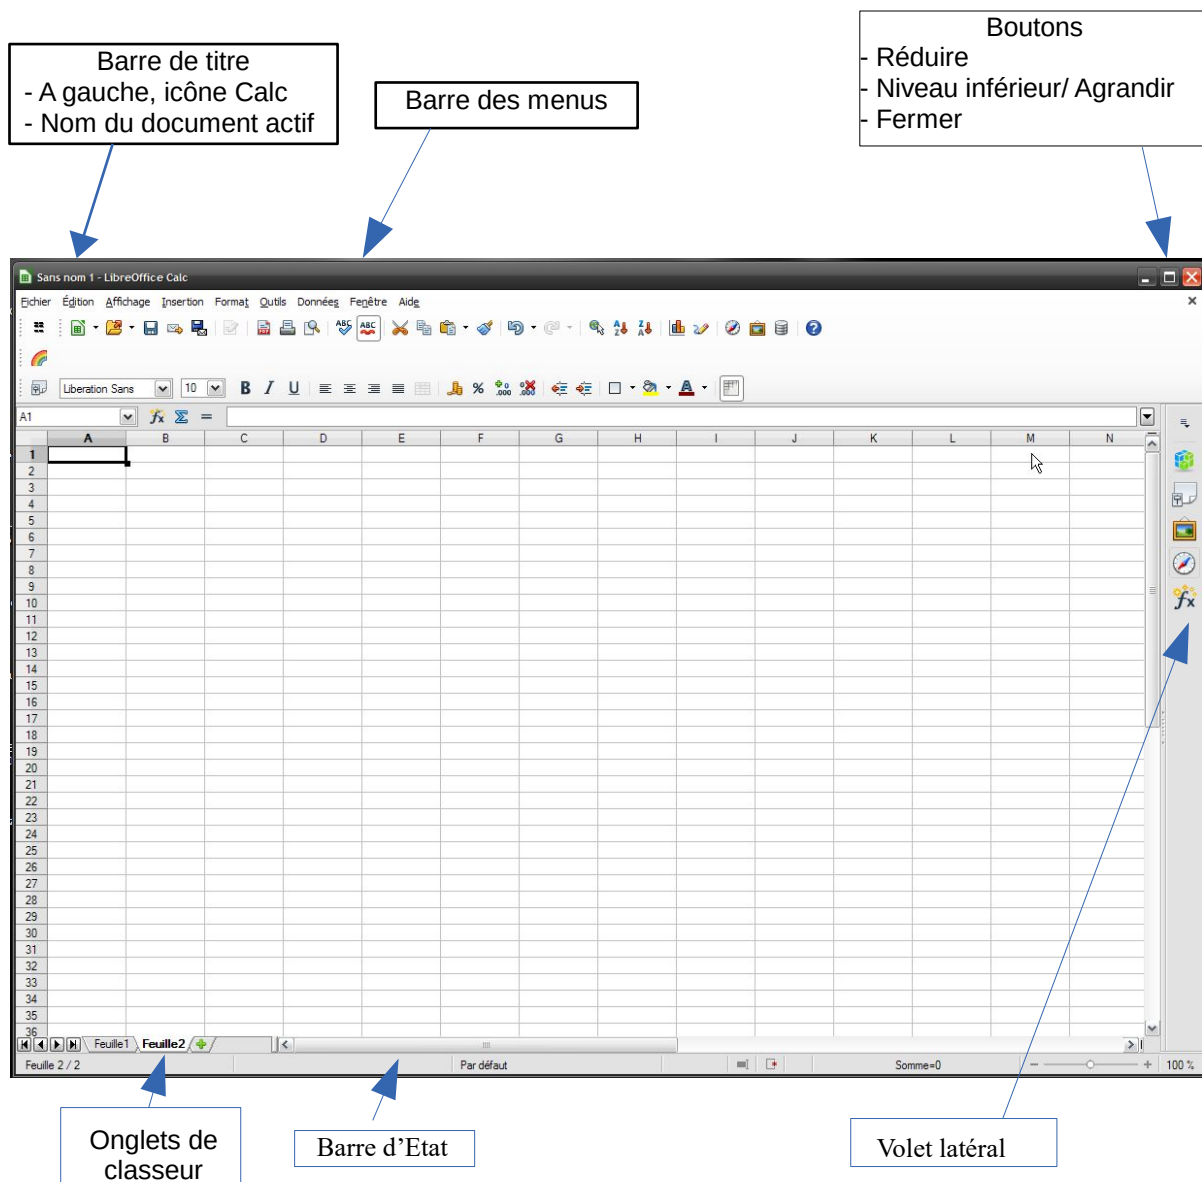 Boutons
- Réduire
- Niveau inférieur/ Agrandir
- Fermer
Barre de titre
- A gauche, icône Calc
- Nom du document actif
Barre des menus
Sans nom 1 - LibreOffice Calc
Fichier Édition Affichage Insertion Format Outils Données Fenêtre Aide
Liberation Sans 10
A1
A B C D E F G H I J K L M N
1
2
3
4
5
6
7
8
9
10
11
12
13
14
15
16
17
18
19
20
21
22
23
24
25
26
27
28
29
30
31
32
33
34
35
36
Feuille1 Feuille2
Feuille 2 / 2 Par défaut Somme=0 100 %
Onglets de
classeur
Barre d’Etat
Volet latéral